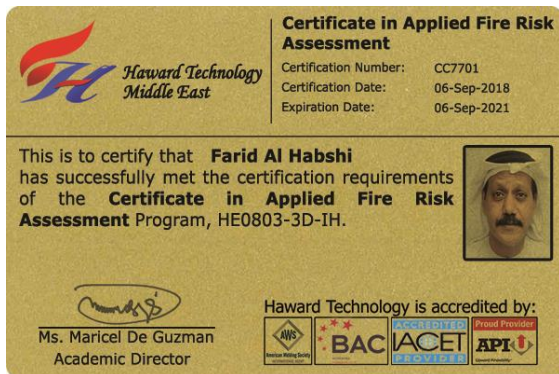 Haward Technology
Middle East
Certificate in Applied Fire Risk
Assessment
Certification Number: CC7701
Certification Date: 06-Sep-2018
Expiration Date: 06-Sep-2021
This is to certify that Farid Al Habshi
has successfully met the certification requirements
of the Certificate in Applied Fire Risk
Assessment Program, HE0803-3D-IH.
Ms. Maricel De Guzman
Academic Director
Haward Technology is accredited by:
AWS
American Welding Society
BAC
ACCREDITED
IACET
PROVIDER
Proud Provider
API